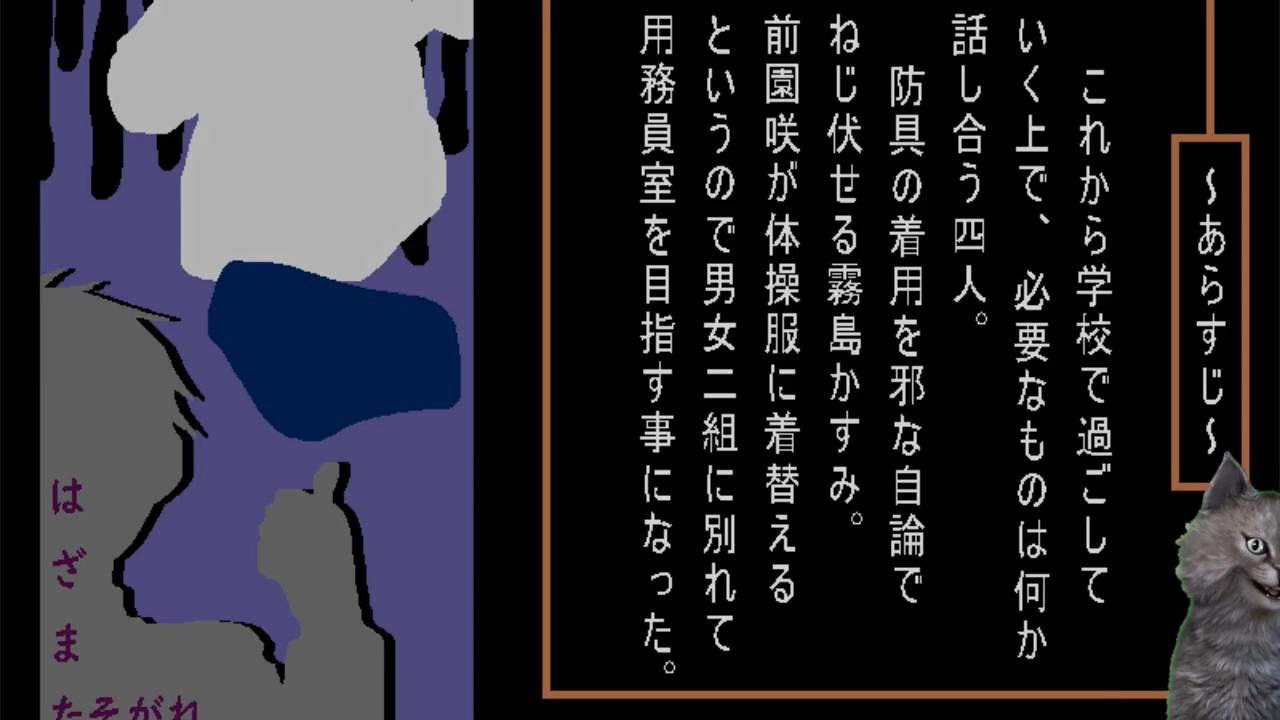 ～あらすじ～
これから学校で過ごして
いく上で、必要なものは何か
話し合う四人。
防具の着用を邪な自論で
ねじ伏せる霧島かすみ。
前園咲が体操服に着替える
というので男女二組に別れて
用務員室を目指す事になった。
はざま
たそがれ